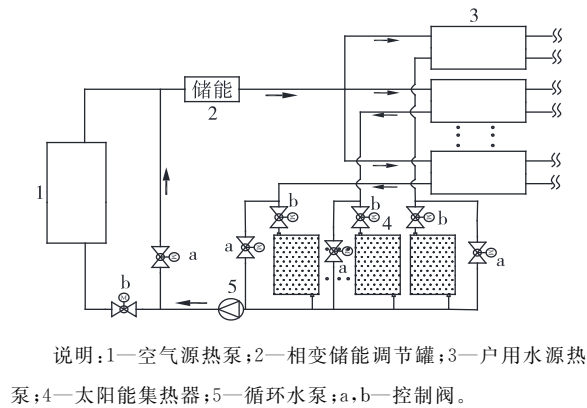 3
储能
2
1
b
b
b
4
a
a
a
a
b
5
说明:1—空气源热泵;2—相变储能调节罐;3—户用水源热
泵;4—太阳能集热器;5—循环水泵;a,b—控制阀。